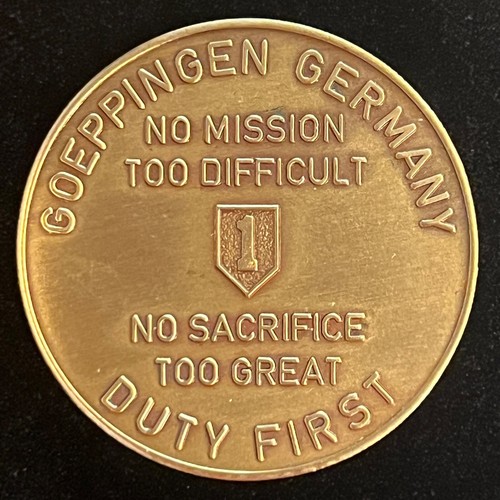 GOEPPINGEN GERMANY
NO MISSION
TOO DIFFICULT
1
NO SACRIFICE
TOO GREAT
DUTY FIRST